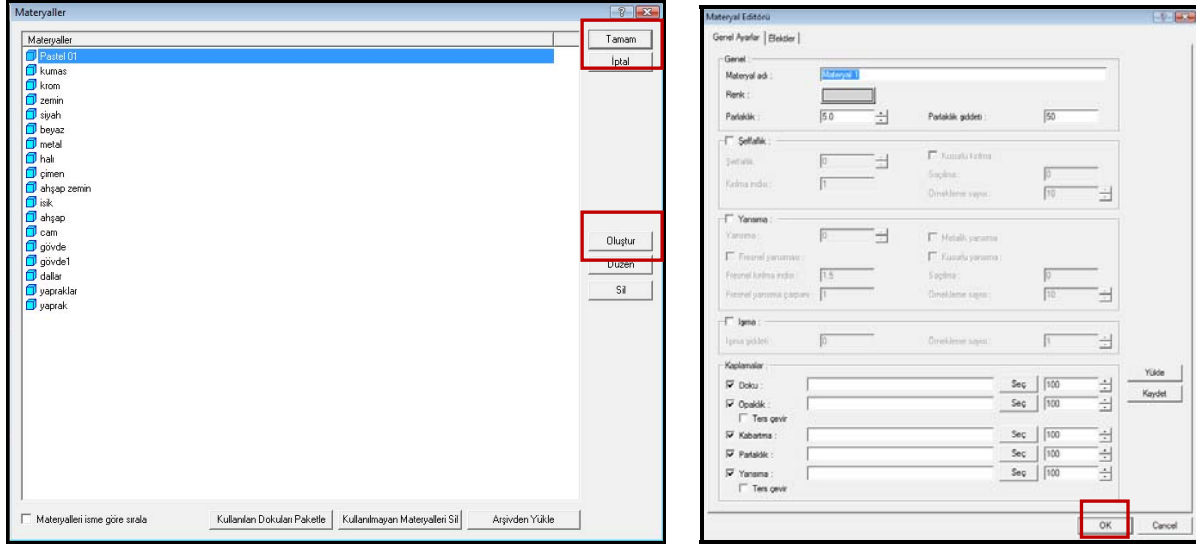 Materyaller
Materyaller
Pastel 01
kumas
krom
zemin
siyah
beyaz
metal
halı
çimen
ahşap zemin
isik
ahşap
cam
gövde
gövde1
dallar
yapraklar
yaprak
Tamam
İptal
Oluştur
Düzen
Sil
Materyalleri isme göre sırala
Kullanılan Dokuları Paketle
Kullanılmayan Materyalleri Sil
Arşivden Yükle
Materyal Editörü
Genel Ayarlar Efektler
Genel :
Materyal adı : Materyal 1
Renk :
Parlaklık : 5.0 Parlaklık şiddeti : 50
Şeffaflık :
Şeffaflık 0 Kusurlu kırılma
Kırılma indisi : 1 Saçılma : 0
Örnekleme sayısı : 10
Yansıma :
Yansıma : 0 Metalik yansıma
Fresnel yansıması : Kusurlu yansıma :
Fresnel kırılma indisi : 1.5 Saçılma : 0
Fresnel yansıma çarpanı : 1 Örnekleme sayısı : 10
Işıma :
Işıma şiddeti : 0 Örnekleme sayısı : 1
Kaplamalar :
Doku : Seç 100
Opaklık : Seç 100
Ters çevir
Kabartma : Seç 100
Parlaklık : Seç 100
Yansıma : Seç 100
Ters çevir
Yükle
Kaydet
OK Cancel